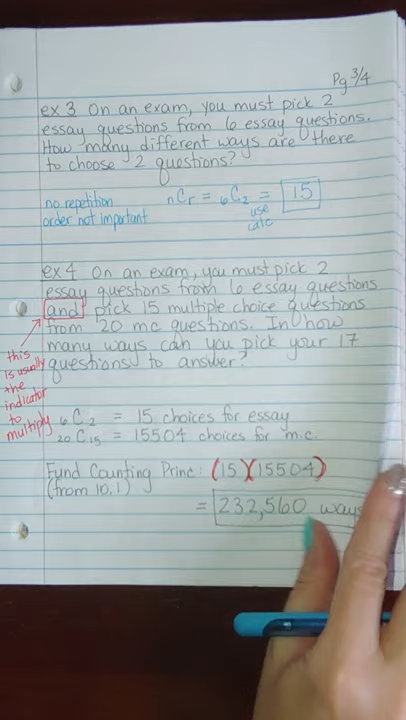 Pg 3/4
ex 3 On an exam, you must pick 2
essay questions from 6 essay questions.
How many different ways are there
to choose 2 questions?
no repetition
order not important
nCr = 6C2 = 15
use
calc
ex 4 On an exam, you must pick 2
essay questions from 6 essay questions
and pick 15 multiple choice questions
from 20 mc questions. In how
many ways can you pick your 17
questions to answer?
this
is usually
the
indicator
to
multiply
6C2 = 15 choices for essay
20C15 = 15504 choices for m.c.
Fund Counting Princ: (15)(15504)
(from 10.1)
= 232,560 ways